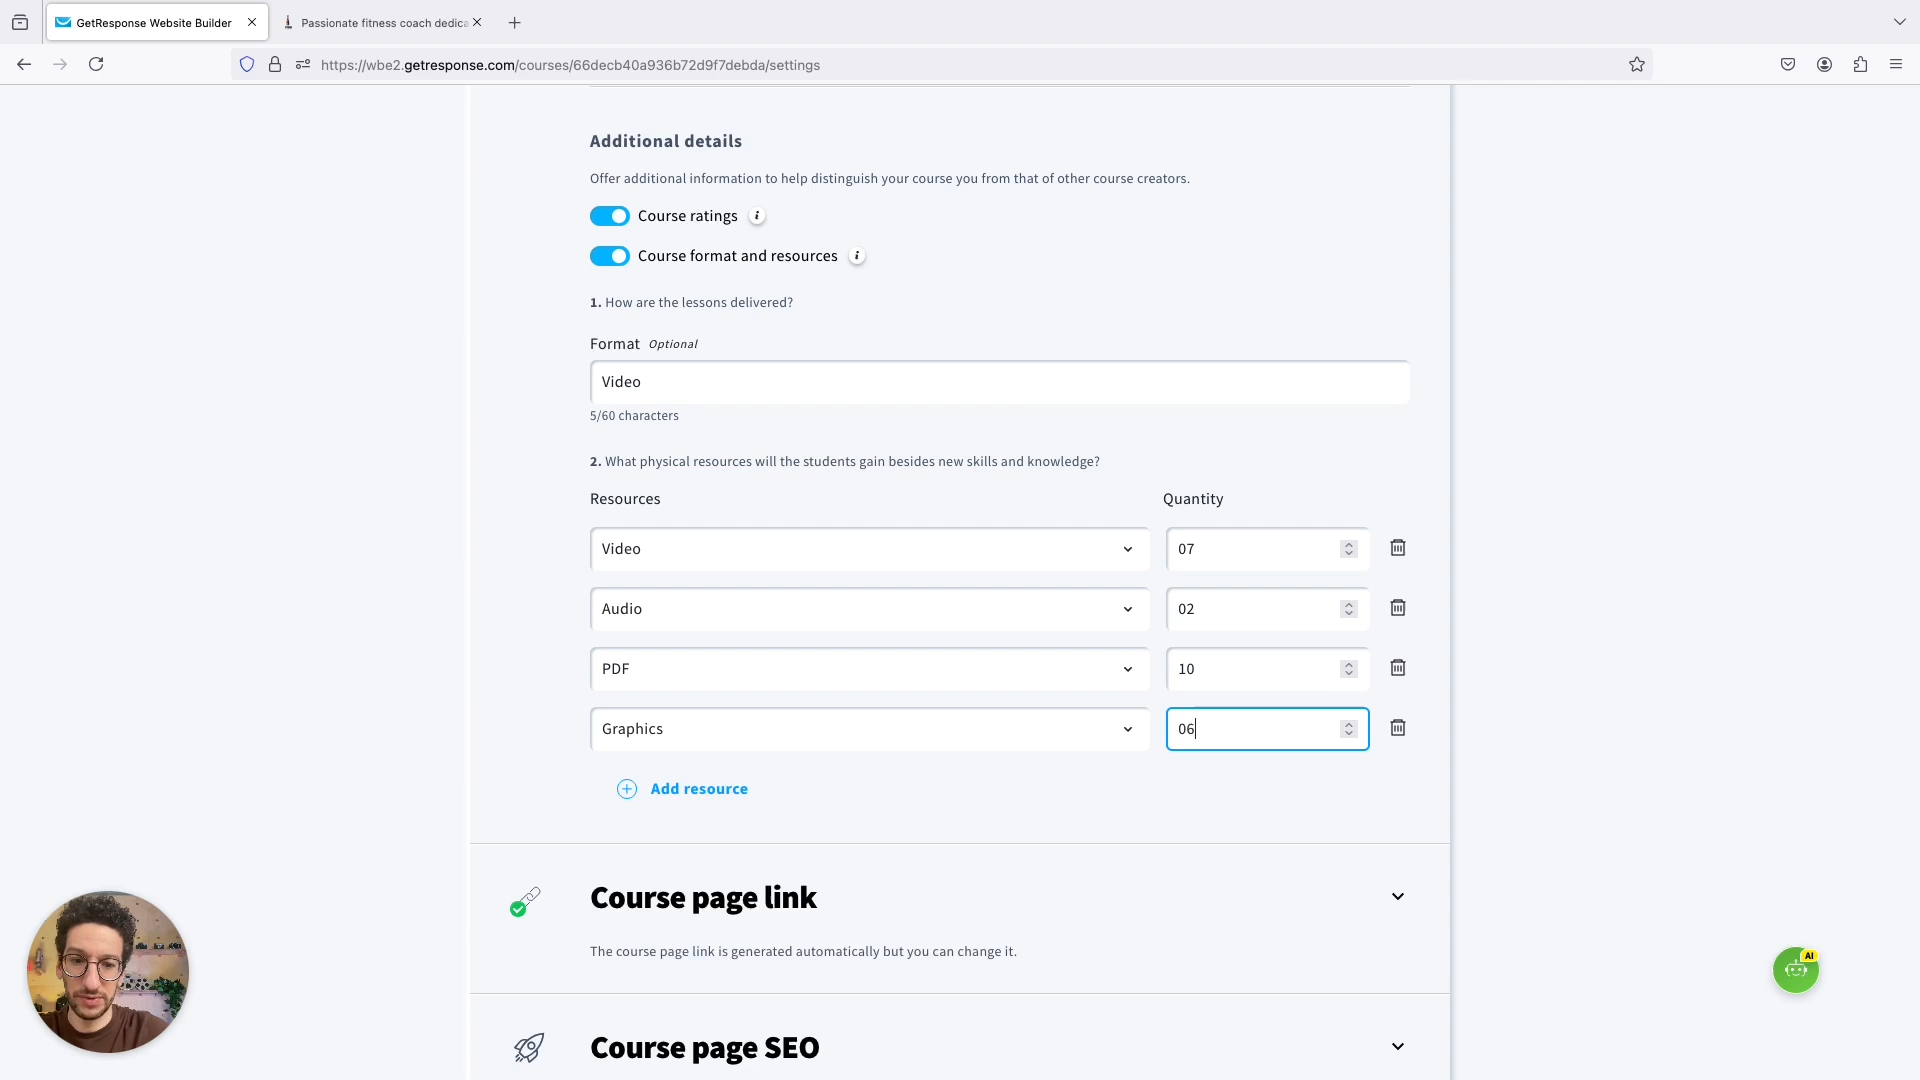 GetResponse Website Builder
Passionate fitness coach dedica
https://wbe2.getresponse.com/courses/66decb40a936b72d9f7debda/settings
Additional details
Offer additional information to help distinguish your course you from that of other course creators.
Course ratings i
Course format and resources i
1. How are the lessons delivered?
Format Optional
Video
5/60 characters
2. What physical resources will the students gain besides new skills and knowledge?
Resources Quantity
Video 07
Audio 02
PDF 10
Graphics 06
Add resource
Course page link
The course page link is generated automatically but you can change it.
AI
Course page SEO